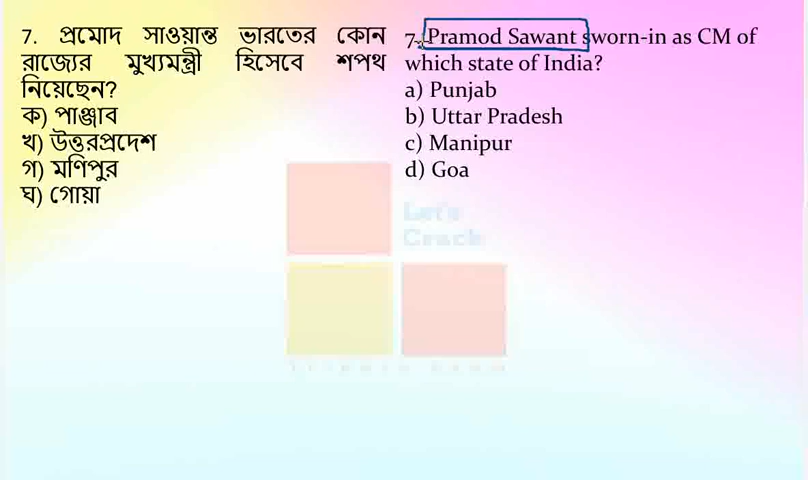 7. প্রমোদ সাওয়ান্ত ভারতের কোন
রাজ্যের মুখ্যমন্ত্রী হিসেবে শপথ
নিয়েছেন?
ক) পাঞ্জাব
খ) উত্তরপ্রদেশ
গ) মণিপুর
ঘ) গোয়া
7. Pramod Sawant sworn-in as CM of
which state of India?
a) Punjab
b) Uttar Pradesh
c) Manipur
d) Goa
Let's
Crack